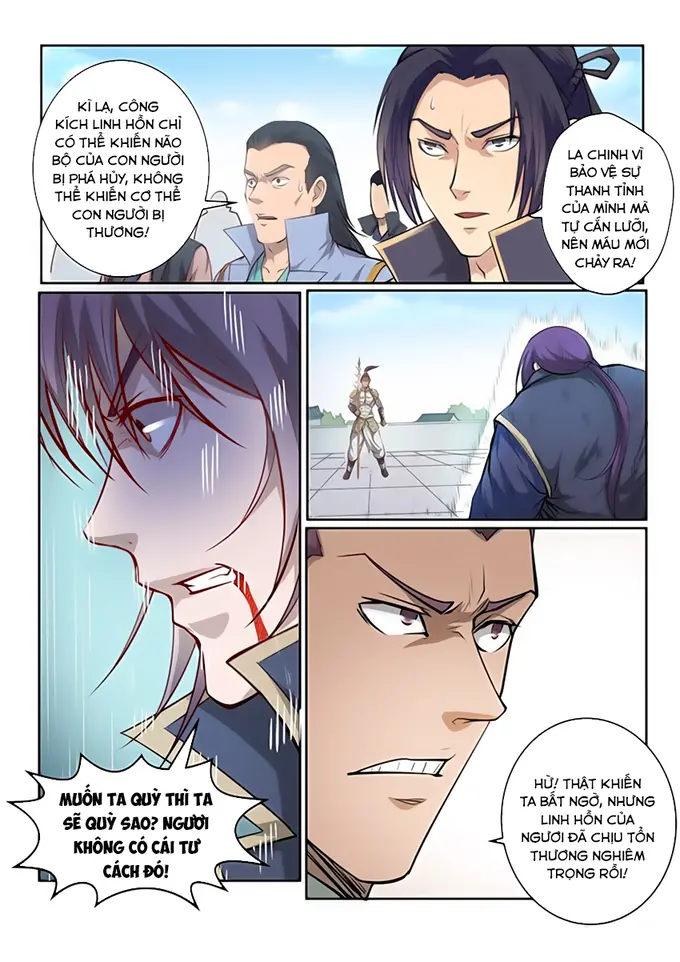 KÌ LẠ, CÔNG
KÍCH LINH HỒN CHỈ
CÓ THỂ KHIẾN NÃO
BỘ CỦA CON NGƯỜI
BỊ PHÁ HỦY, KHÔNG
THỂ KHIẾN CƠ THỂ
CON NGƯỜI BỊ
THƯƠNG!
LA CHINH VÌ
BẢO VỆ SỰ
THANH TỈNH
CỦA MÌNH MÀ
TỰ CẮN LƯỠI,
NÊN MÁU MỚI
CHẢY RA!
MUỐN TA QUỲ THÌ TA
SẼ QUỲ SAO? NGƯƠI
KHÔNG CÓ CÁI TƯ
CÁCH ĐÓ!
HỪ! THẬT KHIẾN
TA BẤT NGỜ, NHƯNG
LINH HỒN CỦA
NGƯƠI ĐÃ CHỊU TỔN
THƯƠNG NGHIÊM
TRỌNG RỒI!